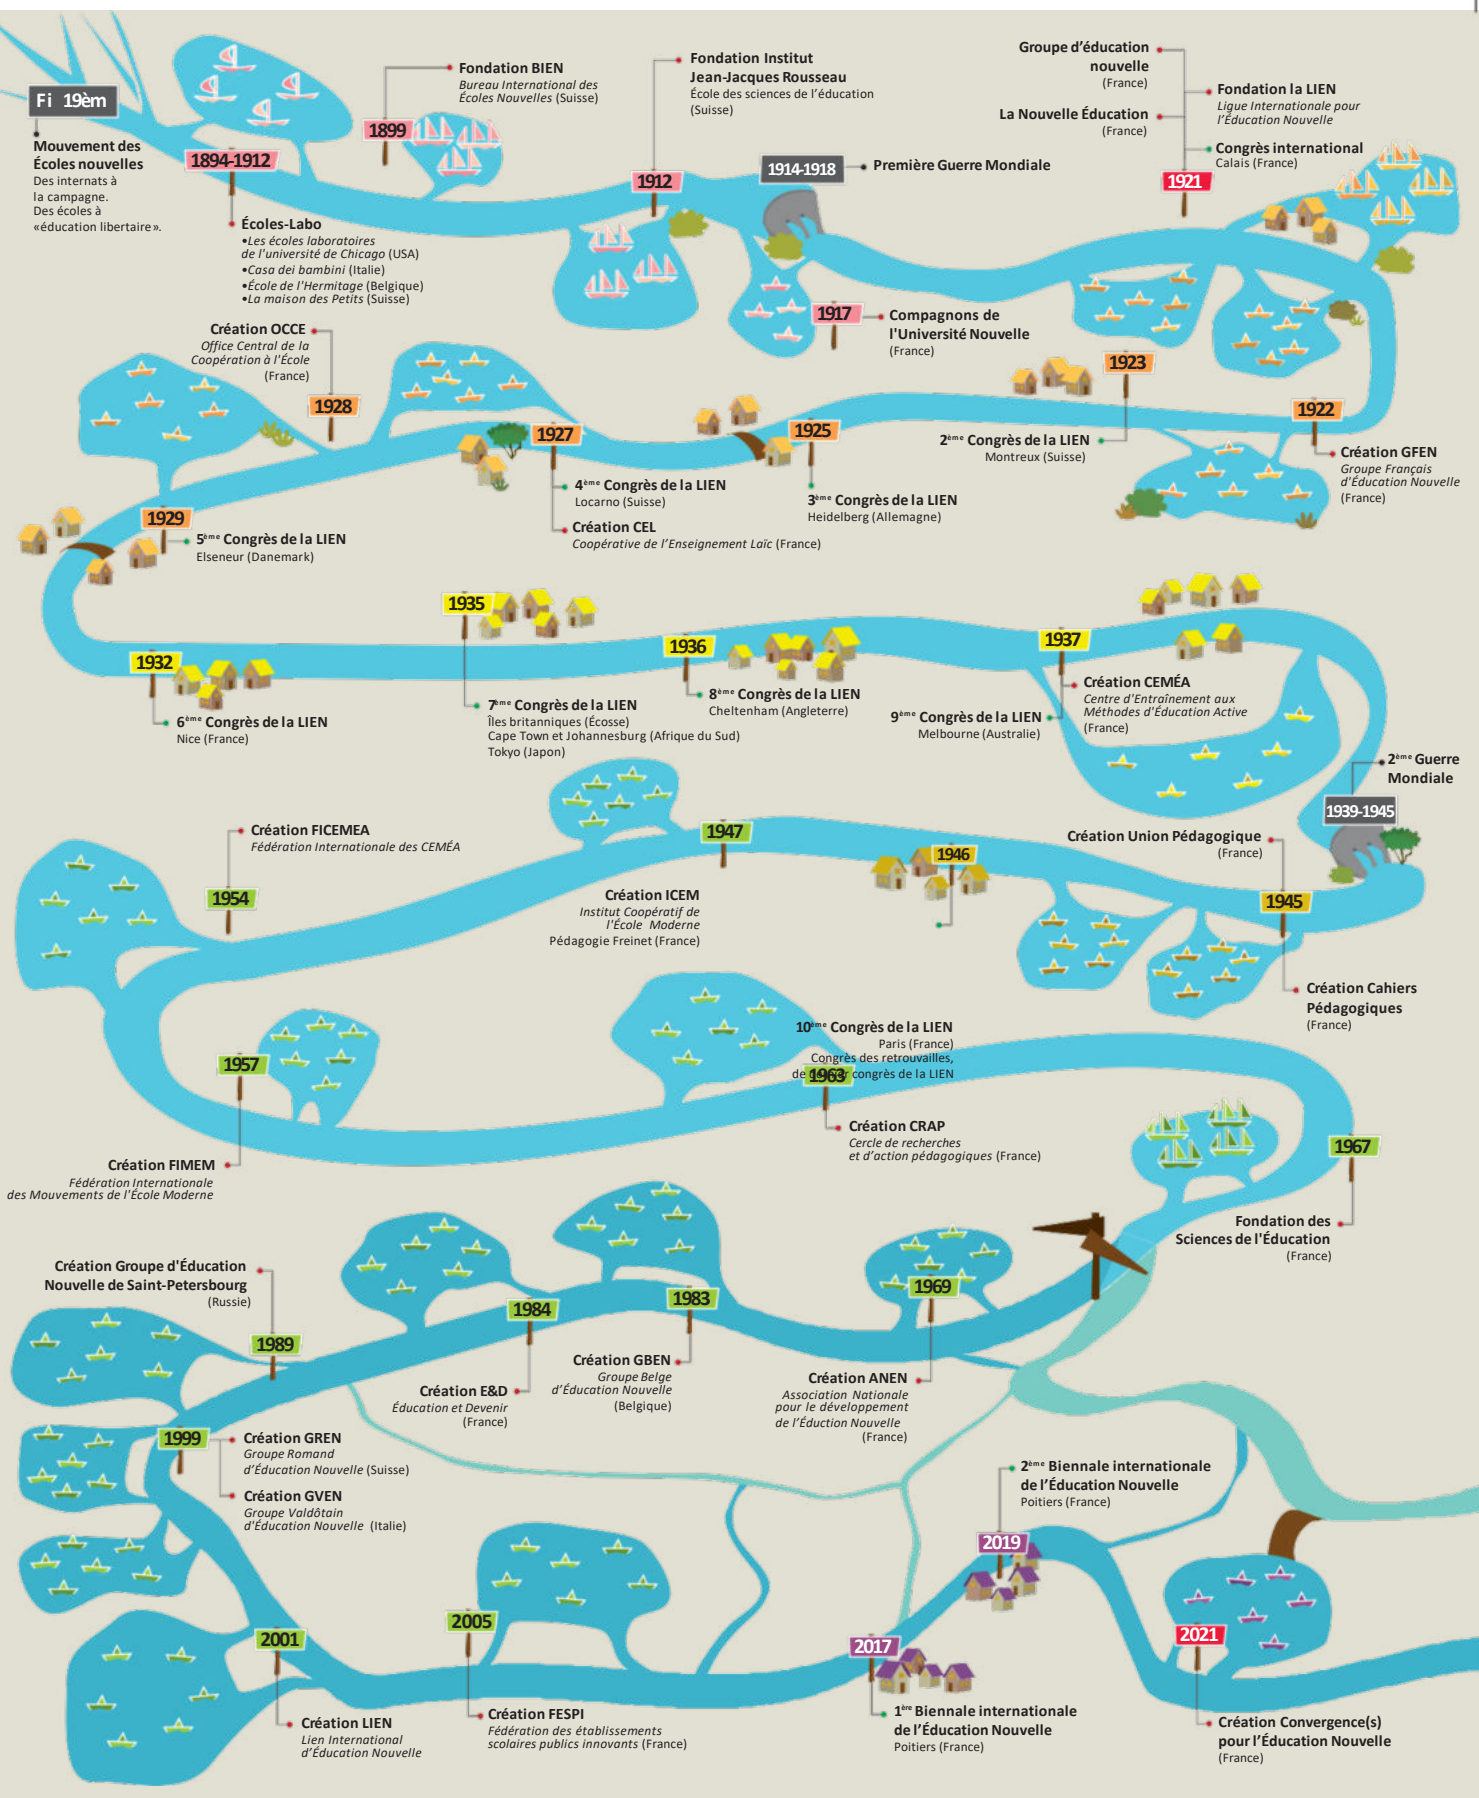 Fi 19èm
Mouvement des
Écoles nouvelles
Des internats à
la campagne.
Des écoles à
«éducation libertaire».
1894-1912
Écoles-Labo
•Les écoles laboratoires
de l'université de Chicago (USA)
•Casa dei bambini (Italie)
•École de l'Hermitage (Belgique)
•La maison des Petits (Suisse)
1899
Fondation BIEN
Bureau International des
Écoles Nouvelles (Suisse)
1912
Fondation Institut
Jean-Jacques Rousseau
École des sciences de l'éducation
(Suisse)
1914-1918
Première Guerre Mondiale
1917
Compagnons de
l'Université Nouvelle
(France)
Groupe d'éducation
nouvelle
(France)
La Nouvelle Éducation
(France)
Fondation la LIEN
Ligue Internationale pour
l'Éducation Nouvelle
Congrès international
Calais (France)
1921
1922
Création GFEN
Groupe Français
d'Éducation Nouvelle
(France)
1923
2ème Congrès de la LIEN
Montreux (Suisse)
1925
3ème Congrès de la LIEN
Heidelberg (Allemagne)
1927
4ème Congrès de la LIEN
Locarno (Suisse)
Création CEL
Coopérative de l'Enseignement Laïc (France)
Création OCCE
Office Central de la
Coopération à l'École
(France)
1928
1929
5ème Congrès de la LIEN
Elseneur (Danemark)
1932
6ème Congrès de la LIEN
Nice (France)
1935
7ème Congrès de la LIEN
Îles britanniques (Écosse)
Cape Town et Johannesburg (Afrique du Sud)
Tokyo (Japon)
1936
8ème Congrès de la LIEN
Cheltenham (Angleterre)
1937
Création CEMÉA
Centre d'Entraînement aux
Méthodes d'Éducation Active
(France)
9ème Congrès de la LIEN
Melbourne (Australie)
2ème Guerre
Mondiale
1939-1945
Création Union Pédagogique
(France)
1945
Création Cahiers
Pédagogiques
(France)
1946
10ème Congrès de la LIEN
Paris (France)
Congrès des retrouvailles,
congrès de la LIEN
1947
Création ICEM
Institut Coopératif de
l'École Moderne
Pédagogie Freinet (France)
Création FICEMEA
Fédération Internationale des CEMÉA
1954
1957
Création FIMEM
Fédération Internationale
des Mouvements de l'École Moderne
1963
Création CRAP
Cercle de recherches
et d'action pédagogiques (France)
1967
Fondation des
Sciences de l'Éducation
(France)
1969
Création ANEN
Association Nationale
pour le développement
de l'Éduction Nouvelle
(France)
1983
Création GBEN
Groupe Belge
d'Éducation Nouvelle
(Belgique)
1984
Création E&D
Éducation et Devenir
(France)
Création Groupe d'Éducation
Nouvelle de Saint-Petersbourg
(Russie)
1989
1999
Création GREN
Groupe Romand
d'Éducation Nouvelle (Suisse)
Création GVEN
Groupe Valdôtain
d'Éducation Nouvelle (Italie)
2001
Création LIEN
Lien International
d'Éducation Nouvelle
2005
Création FESPI
Fédération des établissements
scolaires publics innovants (France)
2017
1ère Biennale internationale
de l'Éducation Nouvelle
Poitiers (France)
2ème Biennale internationale
de l'Éducation Nouvelle
Poitiers (France)
2019
2021
Création Convergence(s)
pour l'Éducation Nouvelle
(France)